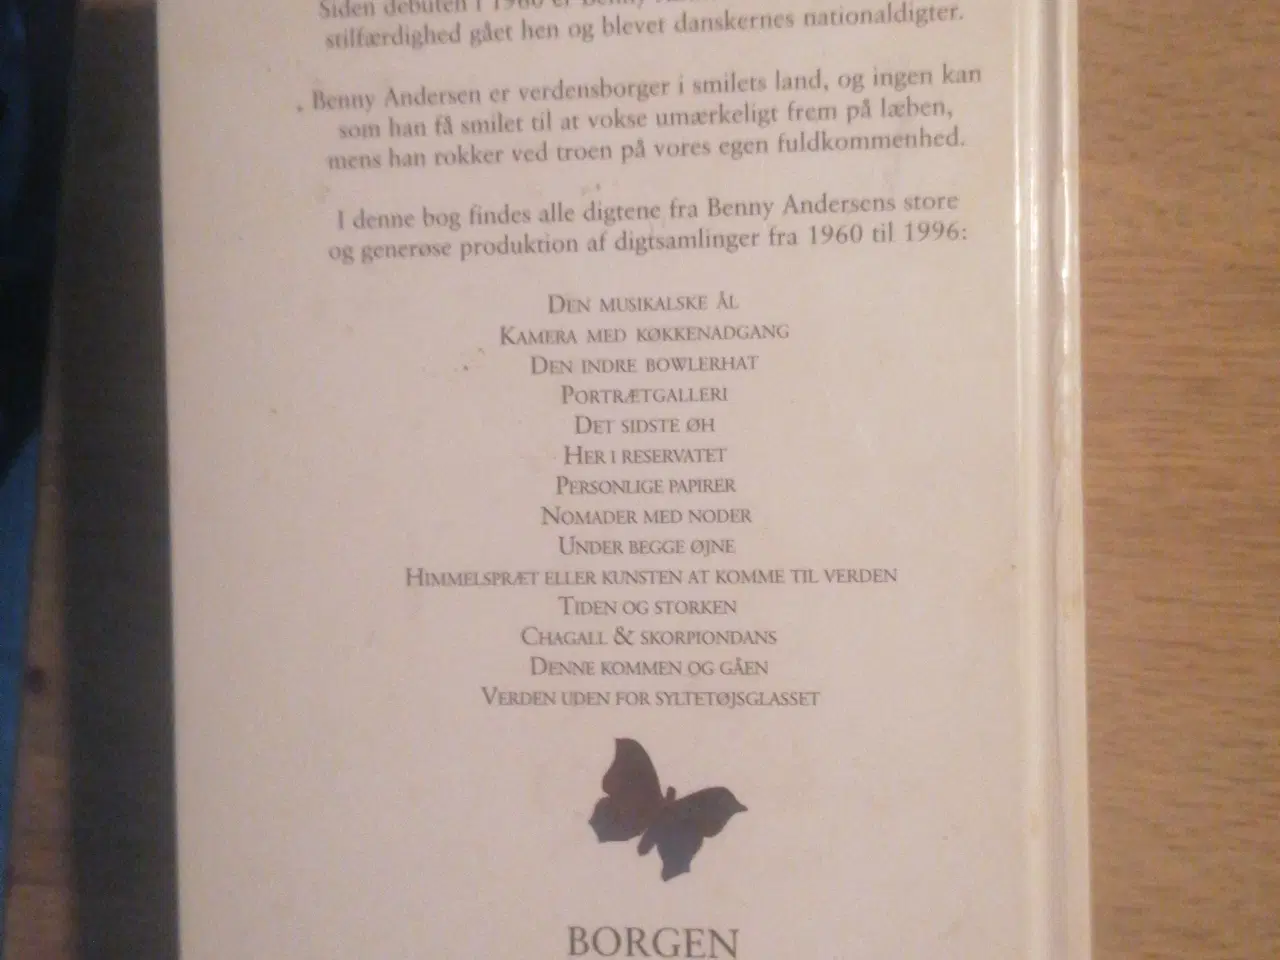 Siden debuten i 1960 er Benny
stilfærdighed gået hen og blevet danskernes nationaldigter.
Benny Andersen er verdensborger i smilets land, og ingen kan
som han få smilet til at vokse umærkeligt frem på læben,
mens han rokker ved troen på vores egen fuldkommenhed.
I denne bog findes alle digtene fra Benny Andersens store
og generøse produktion af digtsamlinger fra 1960 til 1996:
DEN MUSIKALSKE ÅL
KAMERA MED KØKKENADGANG
DEN INDRE BOWLERHAT
PORTRÆTGALLERI
DET SIDSTE ØH
HER I RESERVATET
PERSONLIGE PAPIRER
NOMADER MED NODER
UNDER BEGGE ØJNE
HIMMELSPRÆT ELLER KUNSTEN AT KOMME TIL VERDEN
TIDEN OG STORKEN
CHAGALL & SKORPIONDANS
DENNE KOMMEN OG GÅEN
VERDEN UDEN FOR SYLTETØJSGLASSET
BORGEN